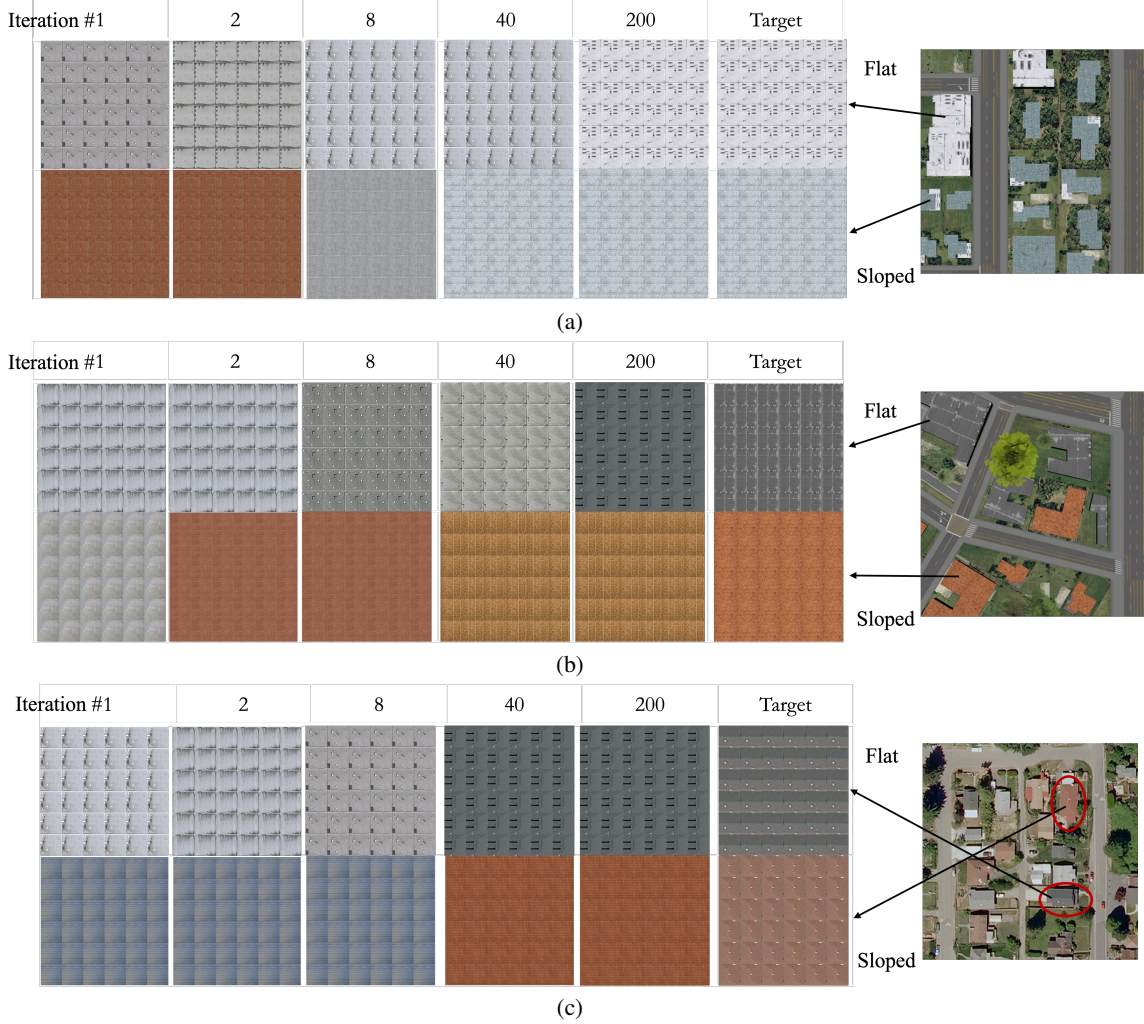 Iteration #1 2 8 40 200 Target
Flat
Sloped
(a)
Iteration #1 2 8 40 200 Target
Flat
Sloped
(b)
Iteration #1 2 8 40 200 Target
Flat
Sloped
(c)